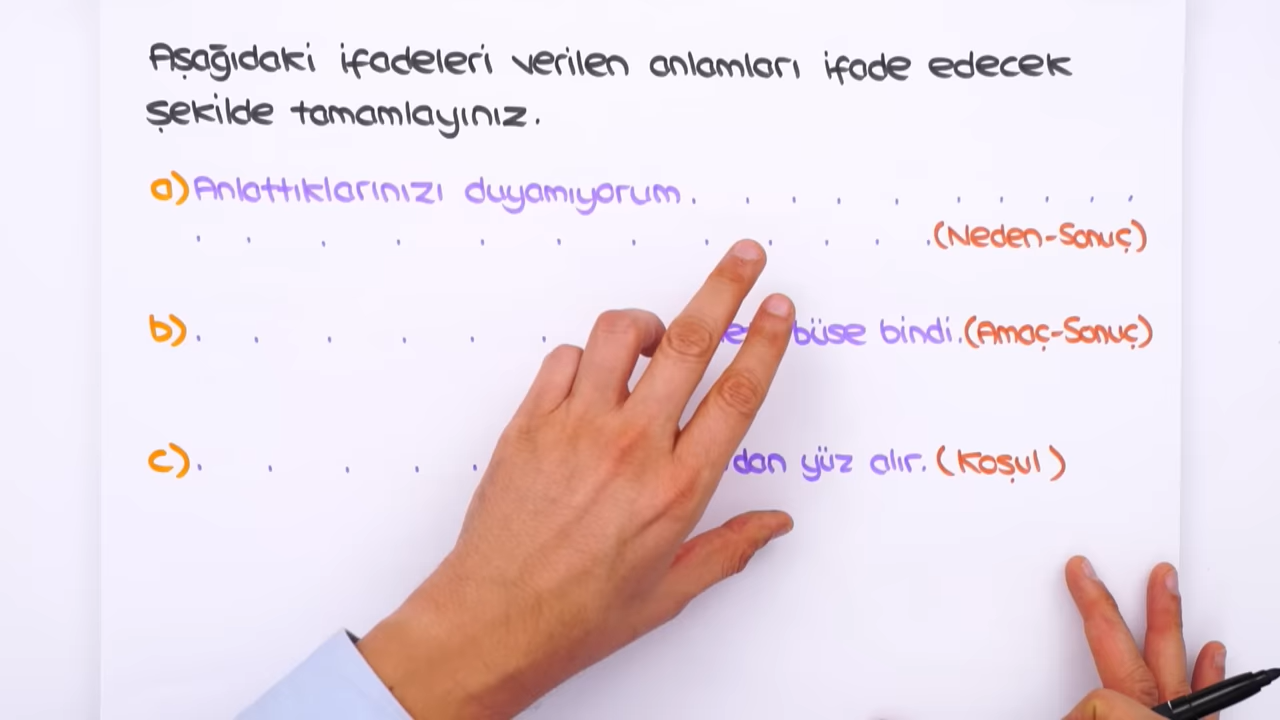 Aşağıdaki ifadeleri verilen anlamları ifade edecek
şekilde tamamlayınız.
a) Anlattıklarınızı duyamıyorum. . . . . . . . . .
. . . . . . . . . . . .(Neden-Sonuç)
b). . . . . . büse bindi.(Amaç-Sonuç)
c). . . . . dan yüz alır. (Koşul)